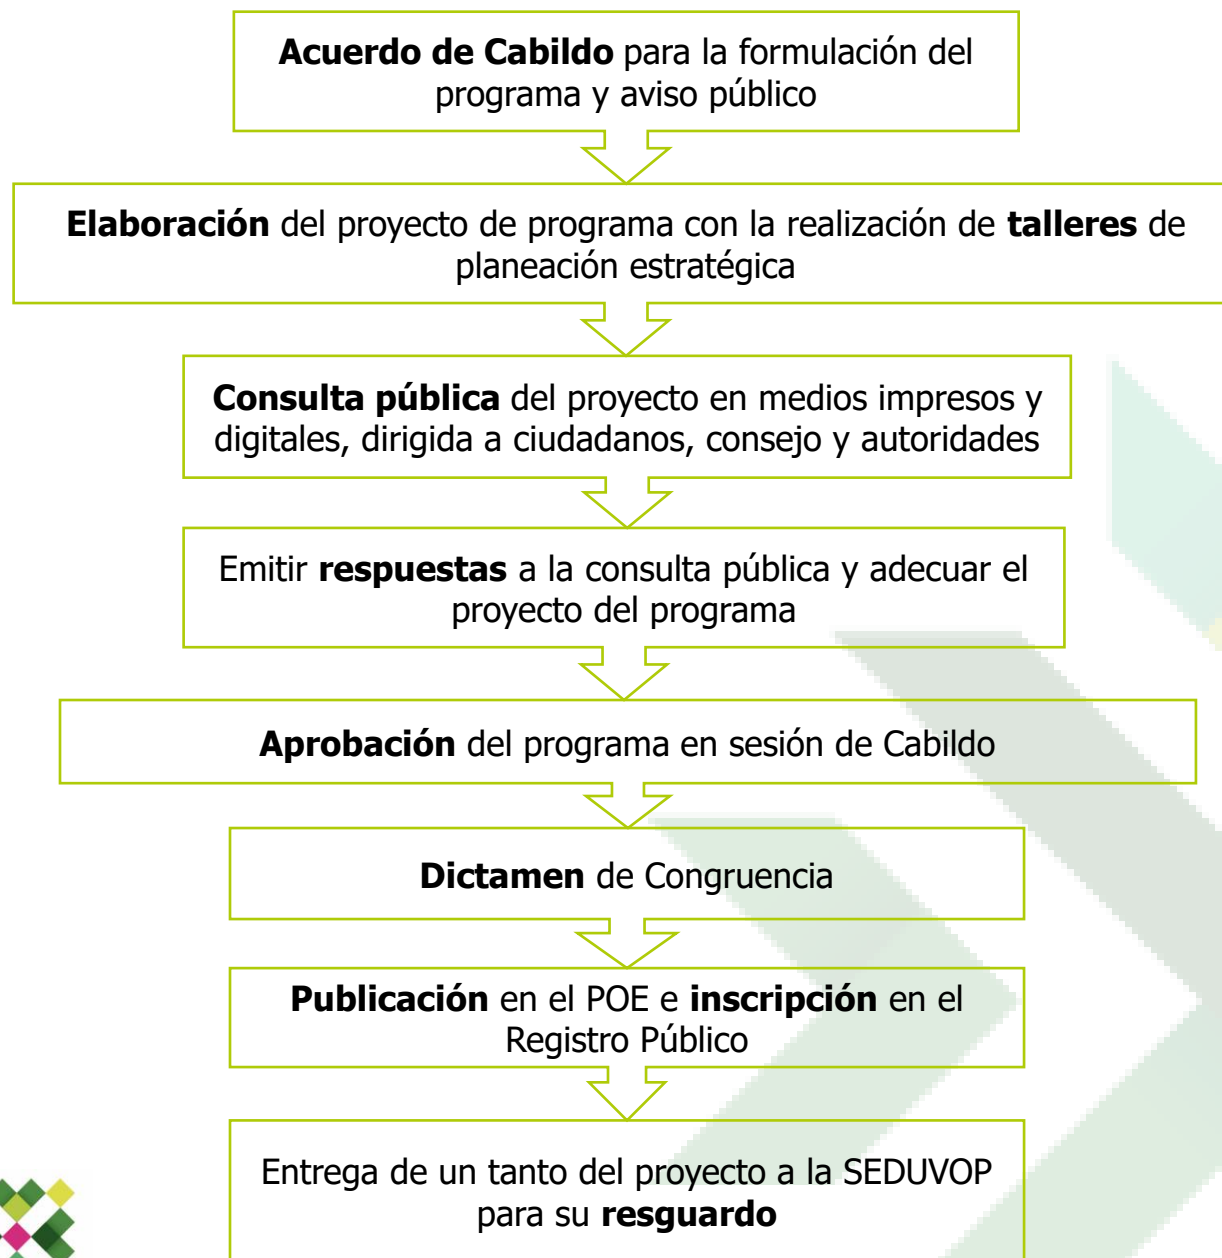 Acuerdo de Cabildo para la formulación del
programa y aviso público
Elaboración del proyecto de programa con la realización de talleres de
planeación estratégica
Consulta pública del proyecto en medios impresos y
digitales, dirigida a ciudadanos, consejo y autoridades
Emitir respuestas a la consulta pública y adecuar el
proyecto del programa
Aprobación del programa en sesión de Cabildo
Dictamen de Congruencia
Publicación en el POE e inscripción en el
Registro Público
Entrega de un tanto del proyecto a la SEDUVOP
para su resguardo